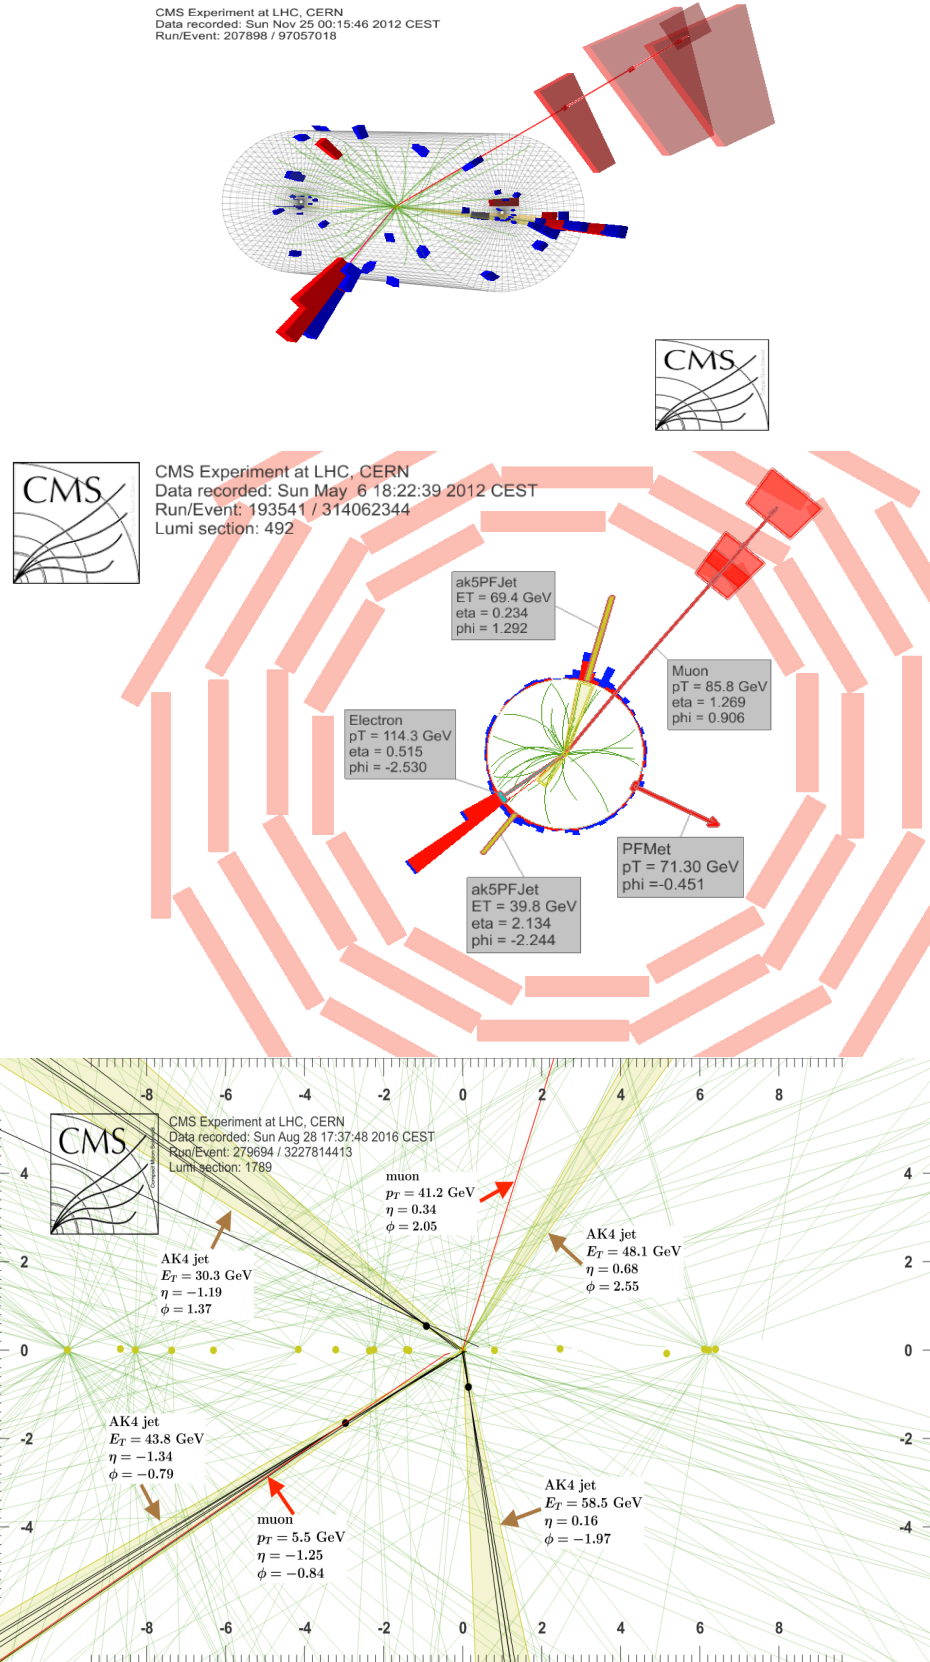 CMS Experiment at LHC, CERN
Data recorded: Sun Nov 25 00:15:46 2012 CEST
Run/Event: 207898 / 97057018
CMS
CMS
CMS Experiment at LHC, CERN
Data recorded: Sun May 6 18:22:39 2012 CEST
Run/Event: 193541 / 314062344
Lumi section: 492
ak5PFJet
ET = 69.4 GeV
eta = 0.234
phi = 1.292
Muon
pT = 85.8 GeV
eta = 1.269
phi = 0.906
Electron
pT = 114.3 GeV
eta = 0.515
phi = -2.530
PFMet
pT = 71.30 GeV
phi =-0.451
ak5PFJet
ET = 39.8 GeV
eta = 2.134
phi = -2.244
-8 -6 -4 -2 0 2 4 6 8
CMS
CMS Experiment at LHC, CERN
Data recorded: Sun Aug 28 17:37:48 2016 CEST
Run/Event: 279694 / 3227814413
Lumi section: 1789
4 4
muon
p_T = 41.2 GeV
η = 0.34
ϕ = 2.05
AK4 jet
E_T = 48.1 GeV
η = 0.68
ϕ = 2.55
AK4 jet
E_T = 30.3 GeV
η = −1.19
ϕ = 1.37
2 2
0 0
AK4 jet
E_T = 43.8 GeV
η = −1.34
ϕ = −0.79
-2 -2
AK4 jet
E_T = 58.5 GeV
η = 0.16
ϕ = −1.97
-4 -4
muon
p_T = 5.5 GeV
η = −1.25
ϕ = −0.84
-8 -6 -4 -2 0 2 4 6 8